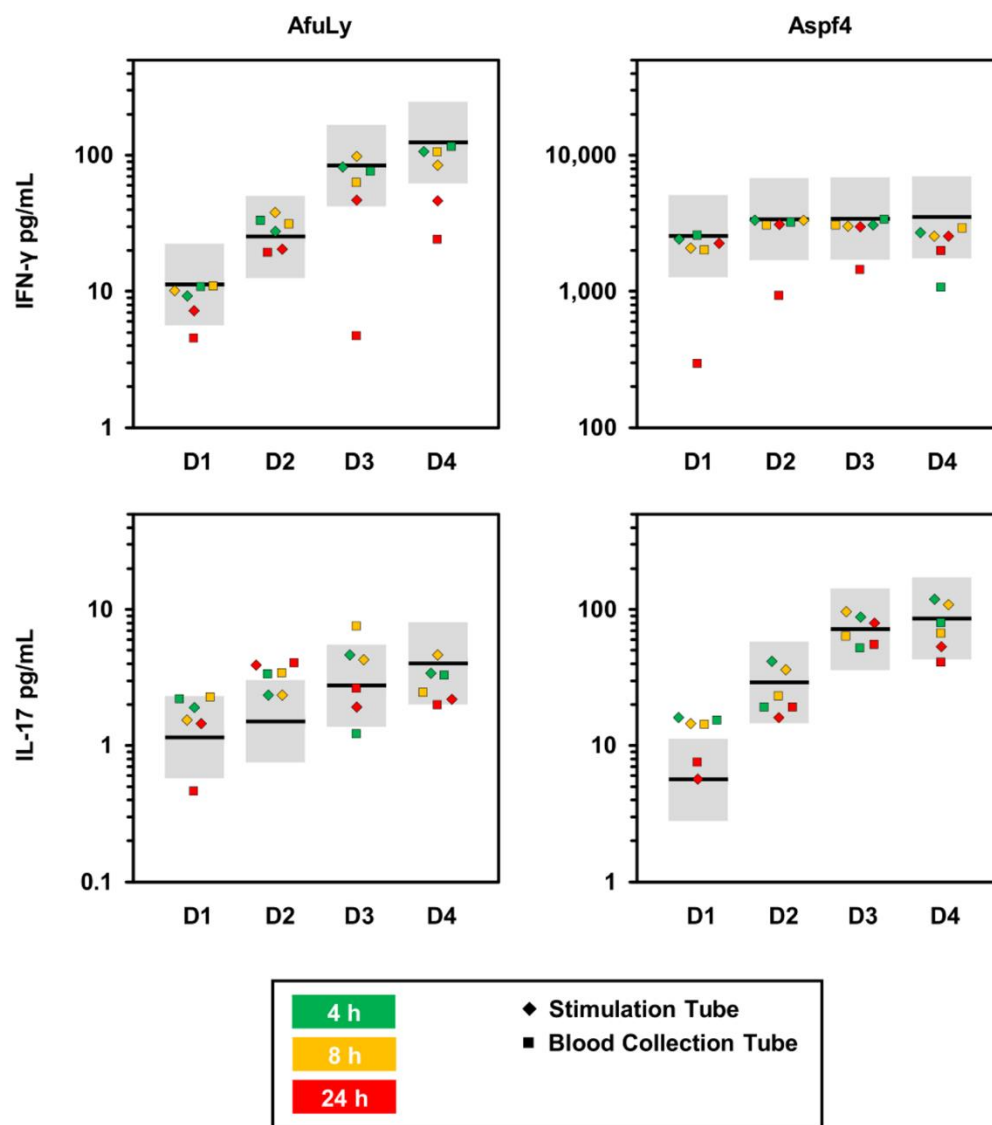 AfuLy Aspf4
IFN-γ pg/mL
100
10
1
D1 D2 D3 D4
10,000
1,000
100
D1 D2 D3 D4
IL-17 pg/mL
10
1
0.1
D1 D2 D3 D4
100
10
1
D1 D2 D3 D4
4 h
8 h
24 h
Stimulation Tube
Blood Collection Tube